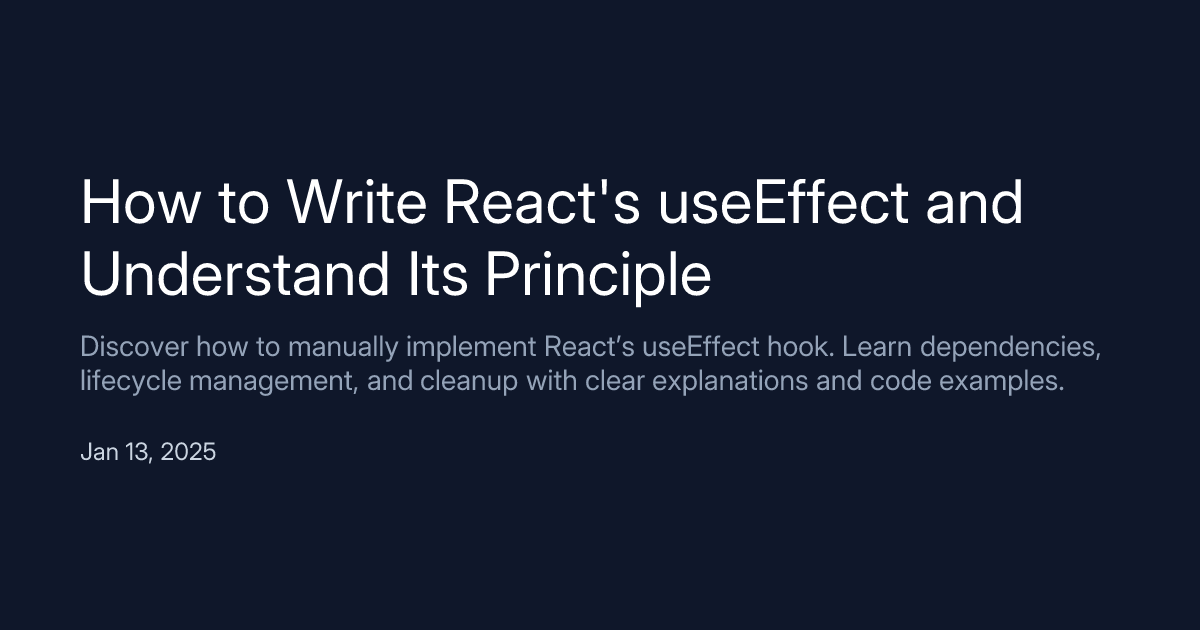 How to Write React's useEffect and
Understand Its Principle
Discover how to manually implement React’s useEffect hook. Learn dependencies,
lifecycle management, and cleanup with clear explanations and code examples.
Jan 13, 2025